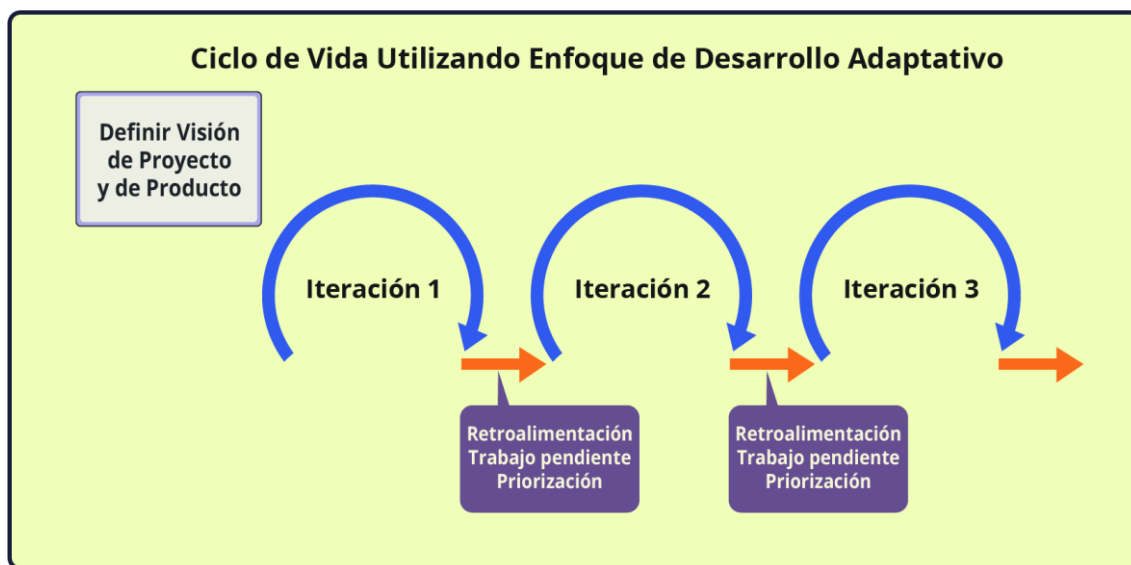 Ciclo de Vida Utilizando Enfoque de Desarrollo Adaptativo
Definir Visión
de Proyecto
y de Producto
Iteración 1
Iteración 2
Iteración 3
Retroalimentación
Trabajo pendiente
Priorización
Retroalimentación
Trabajo pendiente
Priorización